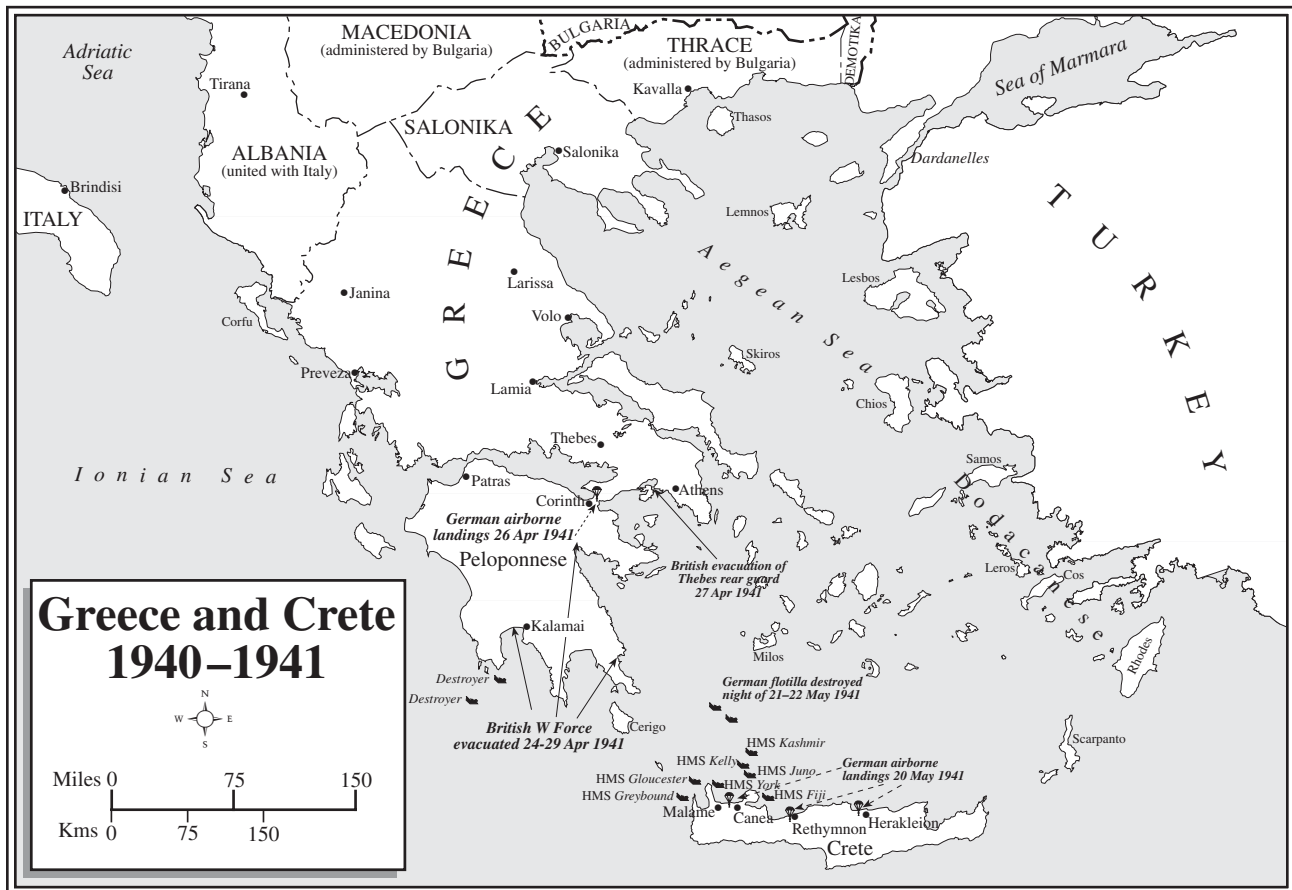 Adriatic
Sea
MACEDONIA
(administered by Bulgaria)
BULGARIA
THRACE
(administered by Bulgaria)
DEMOTIKA
Sea of Marmara
Tirana
Kavalla
Thasos
SALONIKA
Salonika
ALBANIA
(united with Italy)
Dardanelles
Brindisi
ITALY
GREECE
TURKEY
Lemnos
Aegean Sea
Larissa
Janina
Lesbos
Corfu
Volo
Skiros
Preveza
Lamia
Chios
Thebes
Ionian Sea
Samos
Patras
Corinth
Athens
Dodacanese
German airborne
landings 26 Apr 1941
Peloponnese
British evacuation of
Thebes rear guard
27 Apr 1941
Leros
Cos
Kalamai
Milos
Rhodes
Destroyer
Destroyer
German flotilla destroyed
night of 21–22 May 1941
British W Force
evacuated 24-29 Apr 1941
Cerigo
Scarpanto
HMS Kashmir
HMS Kelly
HMS Juno
German airborne
landings 20 May 1941
HMS Gloucester
HMS York
HMS Greybound
HMS Fiji
Malame
Canea
Rethymnon
Herakleion
Crete
Greece and Crete
1940–1941
N
W E
S
Miles 0 75 150
Kms 0 75 150